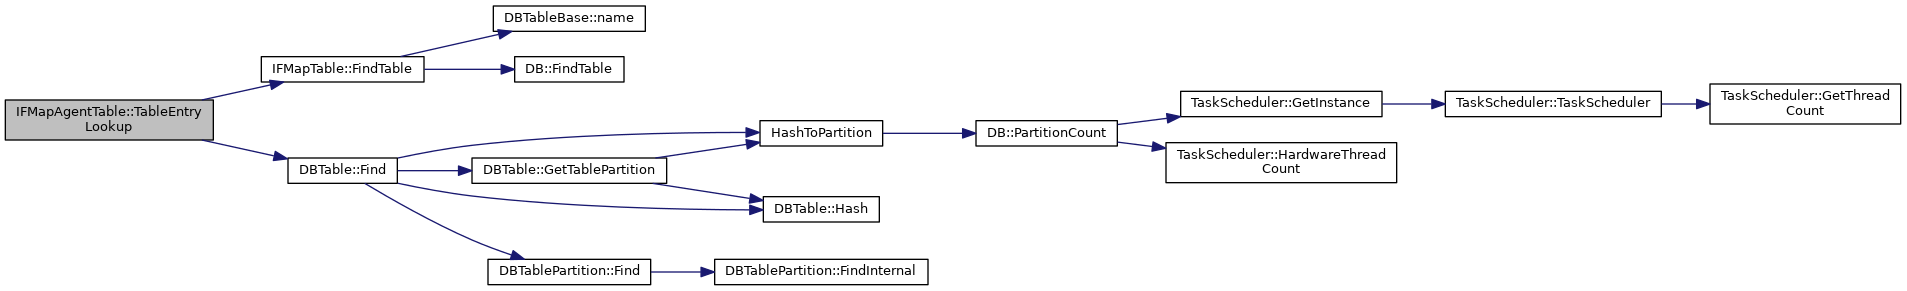 DBTableBase::name
IFMapTable::FindTable
DB::FindTable
IFMapAgentTable::TableEntry
Lookup
TaskScheduler::GetInstance
TaskScheduler::TaskScheduler
TaskScheduler::GetThread
Count
HashToPartition
DB::PartitionCount
TaskScheduler::HardwareThread
Count
DBTable::Find
DBTable::GetTablePartition
DBTable::Hash
DBTablePartition::Find
DBTablePartition::FindInternal